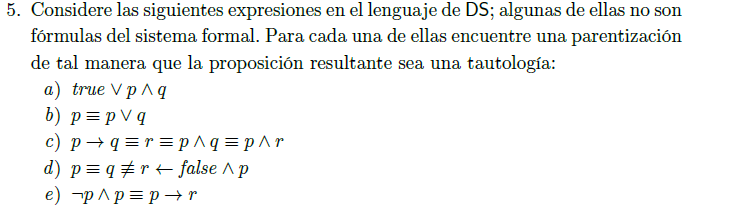 5. Considere las siguientes expresiones en el lenguaje de DS; algunas de ellas no son
fórmulas del sistema formal. Para cada una de ellas encuentre una parentización
de tal manera que la proposición resultante sea una tautología:
a) true ∨ p ∧ q
b) p ≡ p ∨ q
c) p → q ≡ r ≡ p ∧ q ≡ p ∧ r
d) p ≡ q ≢ r ← false ∧ p
e) ¬p ∧ p ≡ p → r